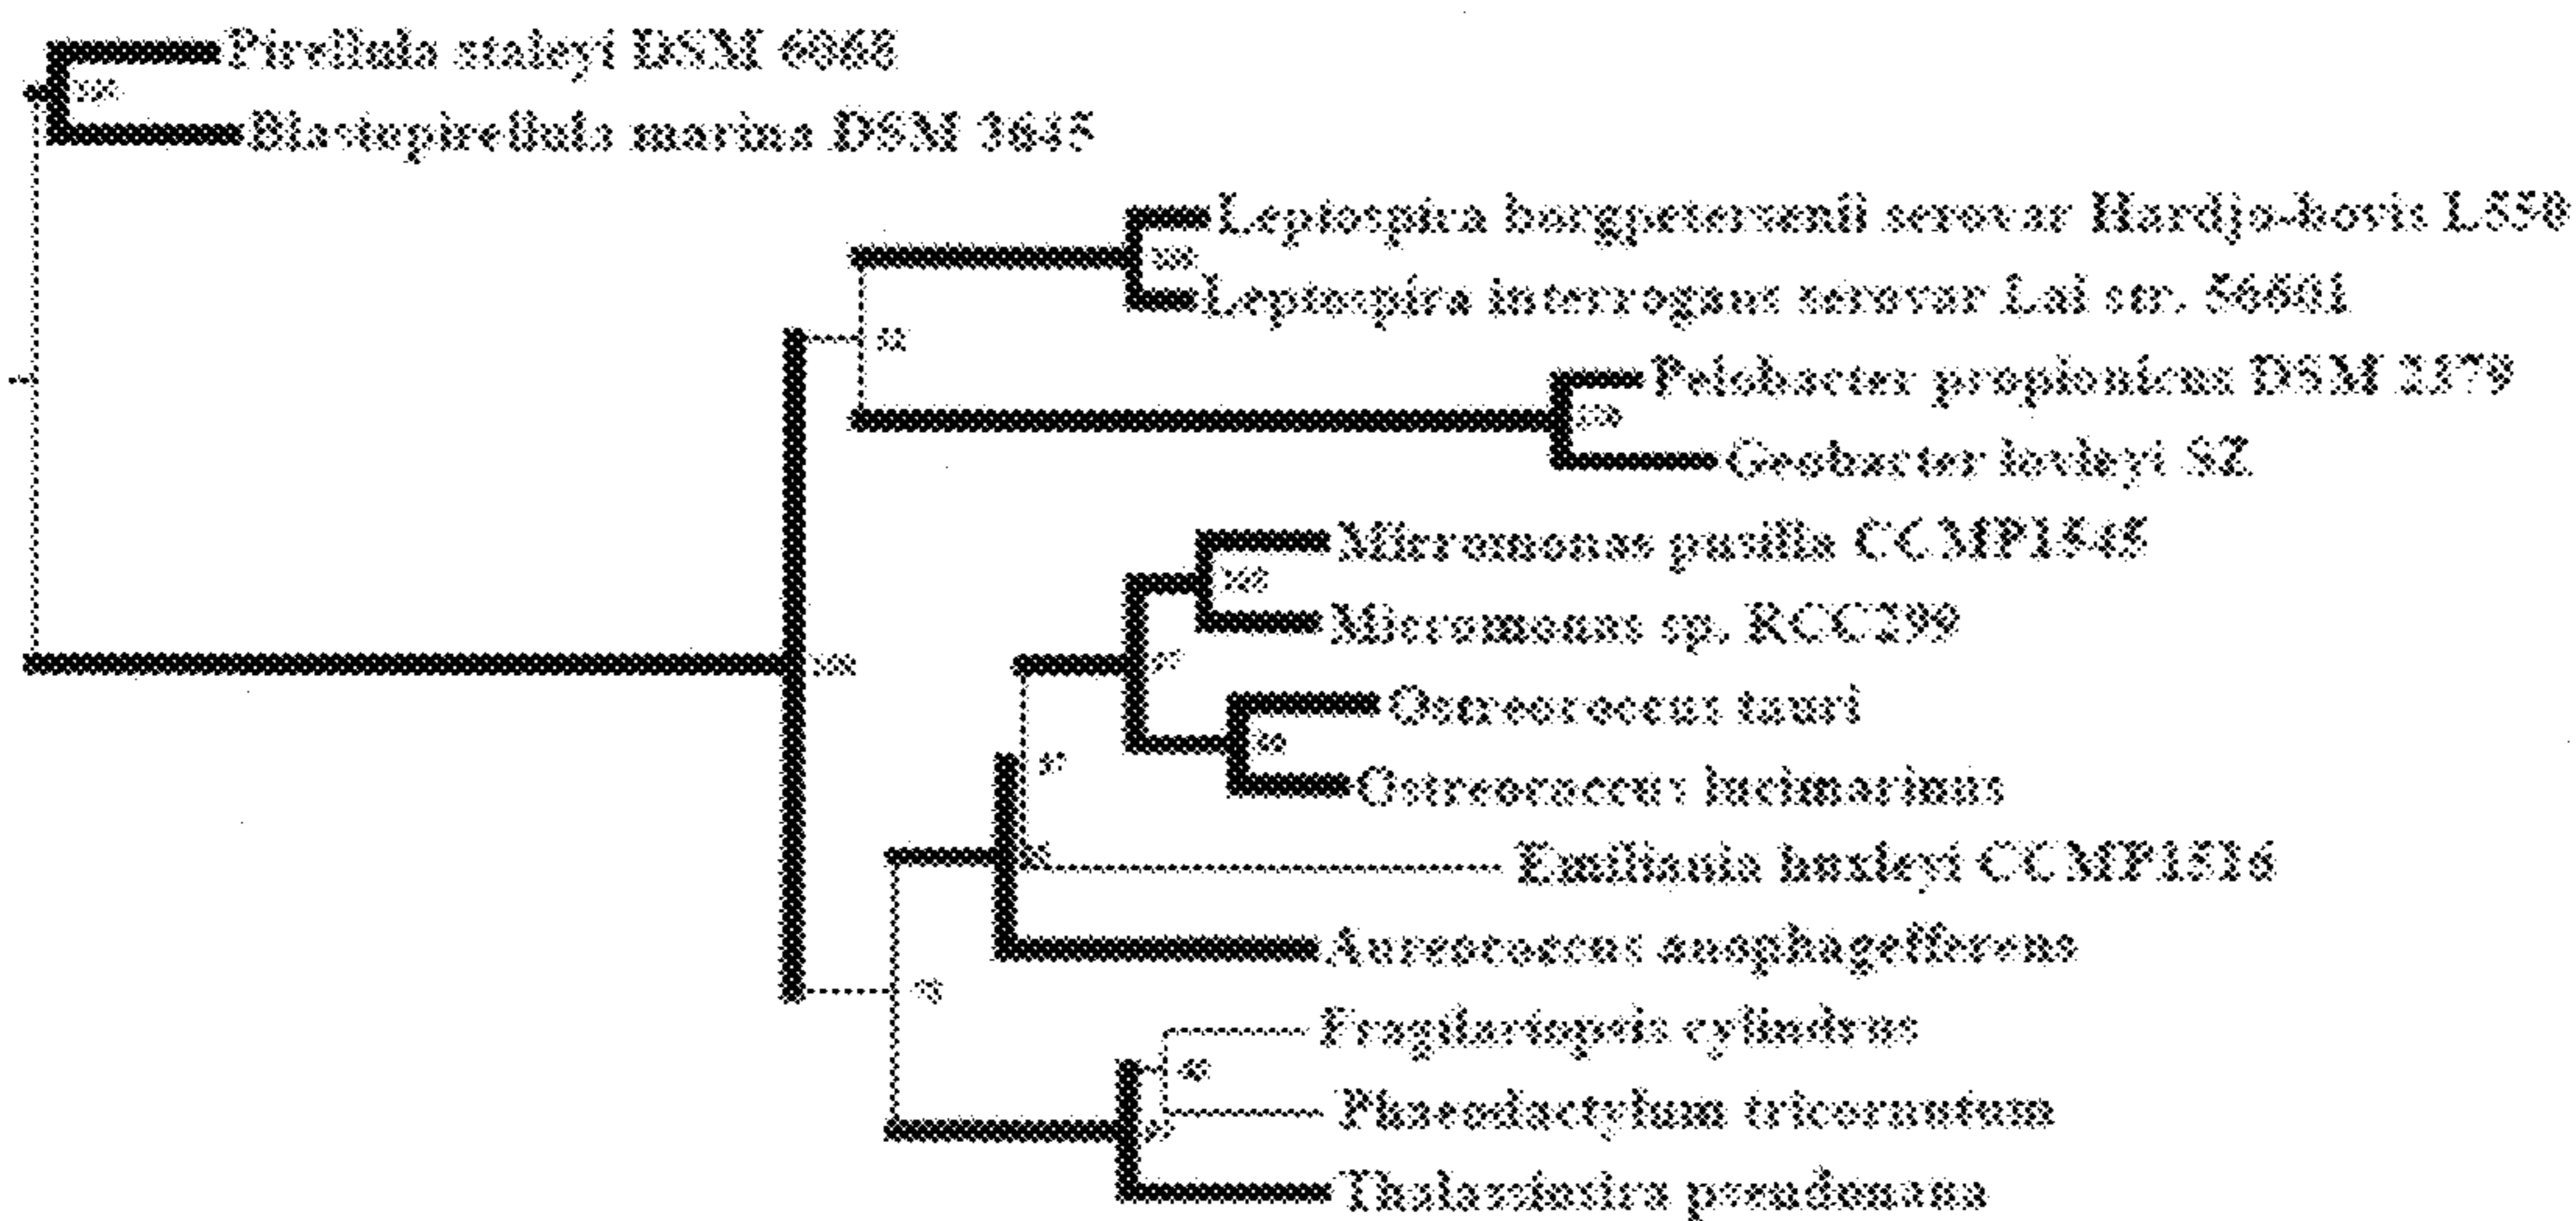 Pirellula staleyi DSM 6068
Blastopirellula marina DSM 3645
Leptospira borgpetersenii serovar Hardjo-bovis L550
Leptospira interrogans serovar Lai str. 56601
Pelobacter propionicus DSM 2379
Geobacter lovleyi SZ
Micromonas pusilla CCMP1545
Micromonas sp. RCC299
Ostreococcus tauri
Ostreococcus lucimarinus
Emiliania huxleyi CCMP1516
Aureococcus anophagefferens
Fragilariopsis cylindrus
Phaeodactylum tricornutum
Thalassiosira pseudonana